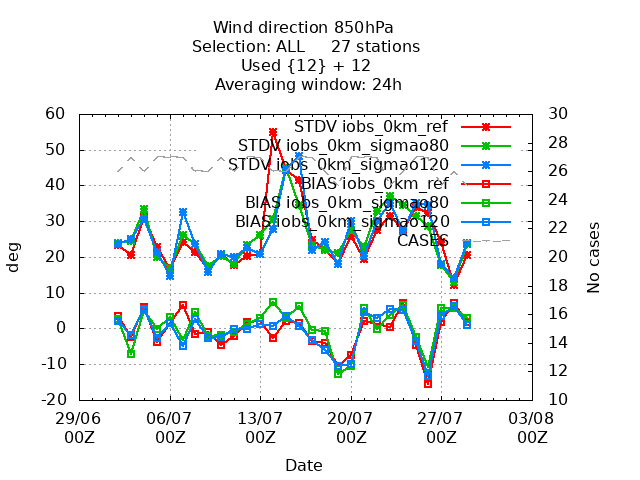 Wind direction 850hPa
Selection: ALL 27 stations
Used {12} + 12
Averaging window: 24h
STDV iobs_0km_ref
STDV iobs_0km_sigmao80
STDV iobs_0km_sigmao120
BIAS iobs_0km_ref
BIAS iobs_0km_sigmao80
BIAS iobs_0km_sigmao120
CASES
deg
60
50
40
30
20
10
0
-10
-20
No cases
30
28
26
24
22
20
18
16
14
12
10
29/06 06/07 13/07 20/07 27/07 03/08
00Z 00Z 00Z 00Z 00Z 00Z
Date